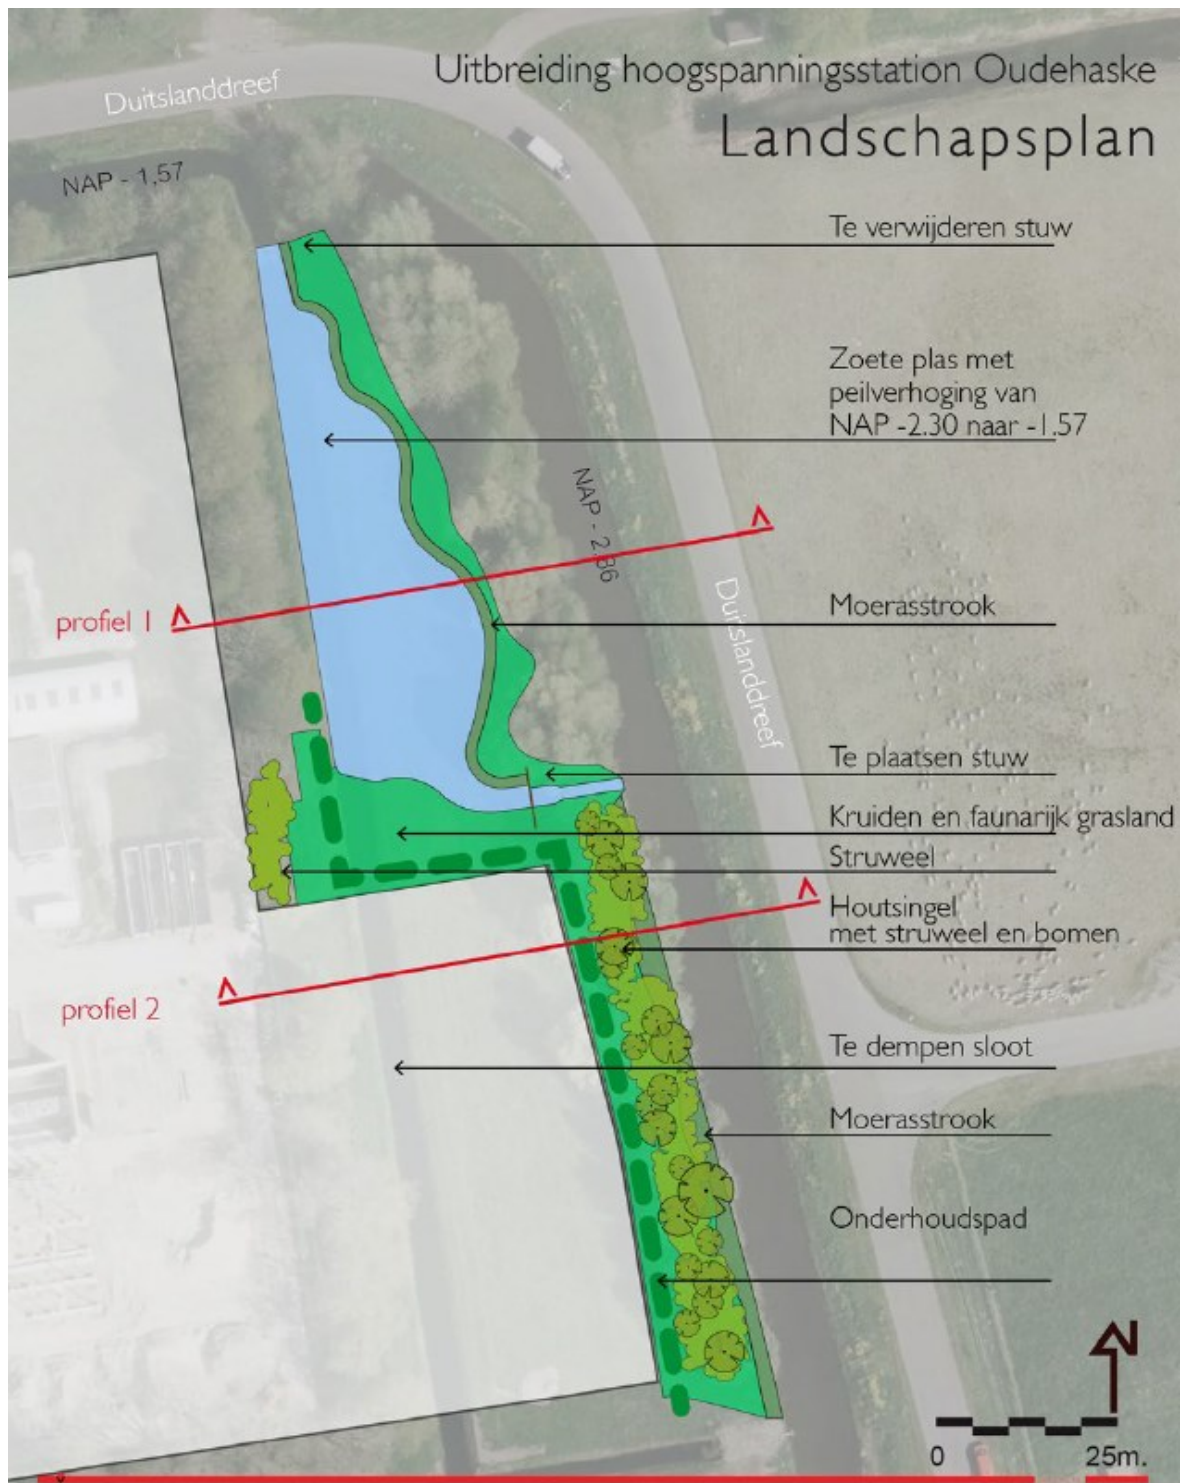 Uitbreiding hoogspanningsstation Oudehaske
Landschapsplan
Duitslanddreef
NAP - 1,57
Te verwijderen stuw
Zoete plas met
peilverhoging van
NAP -2.30 naar -1.57
NAP - 2.86
profiel 1
Moerasstrook
Duitslanddreef
Te plaatsen stuw
Kruiden en faunarijk grasland
Struweel
Houtsingel
met struweel en bomen
profiel 2
Te dempen sloot
Moerasstrook
Onderhoudspad
N
0 25m.